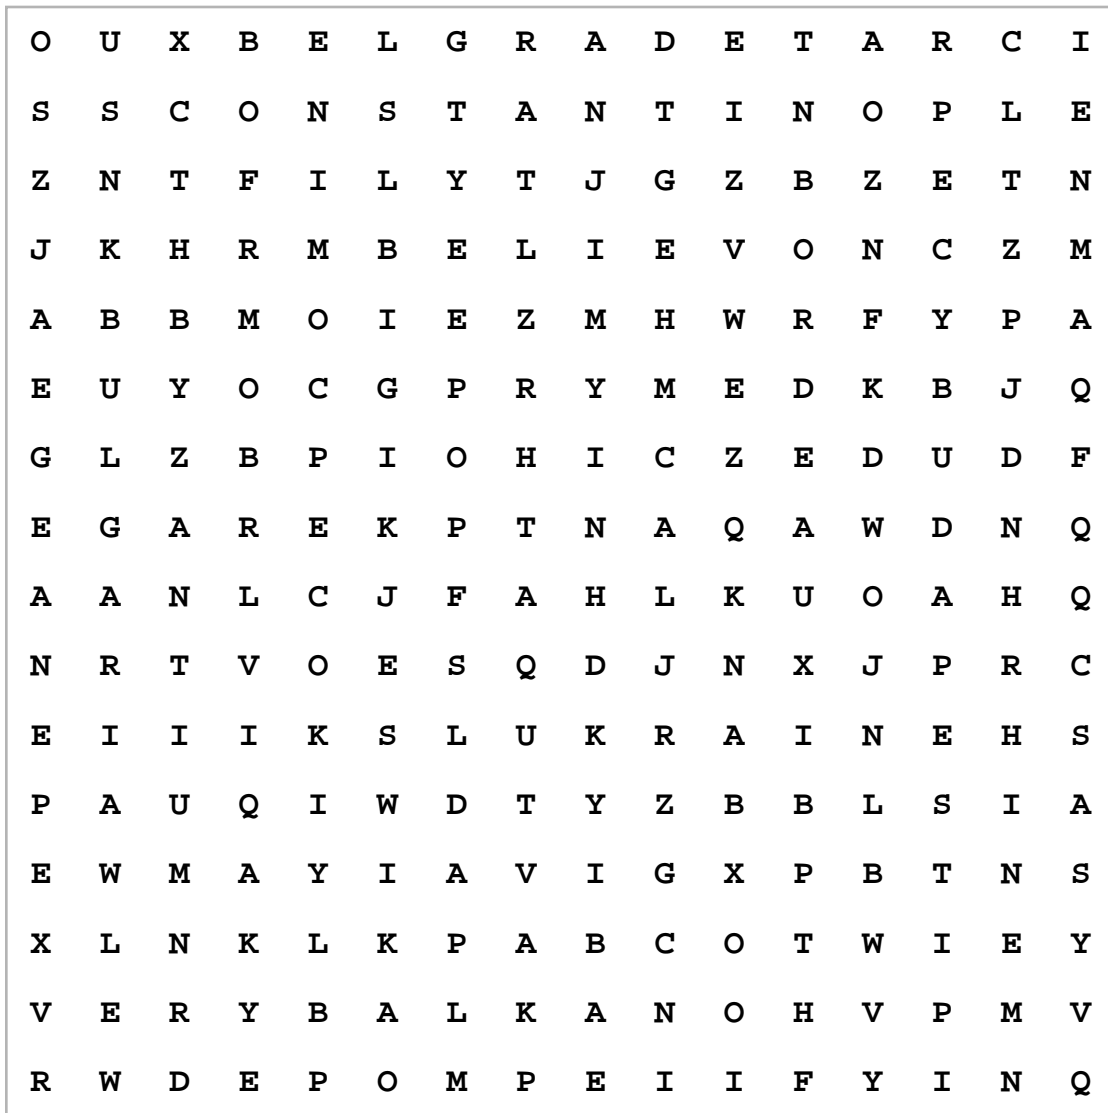 O U X B E L G R A D E T A R C I
S S C O N S T A N T I N O P L E
Z N T F I L Y T J G Z B Z E T N
J K H R M B E L I E V O N C Z M
A B B M O I E Z M H W R F Y P A
E U Y O C G P R Y M E D K B J Q
G L Z B P I O H I C Z E D U D F
E G A R E K P T N A Q A W D N Q
A A N L C J F A H L K U O A H Q
N R T V O E S Q D J N X J P R C
E I I I K S L U K R A I N E H S
P A U Q I W D T Y Z B B L S I A
E W M A Y I A V I G X P B T N S
X L N K L K P A B C O T W I E Y
V E R Y B A L K A N O H V P M V
R W D E P O M P E I I F Y I N Q